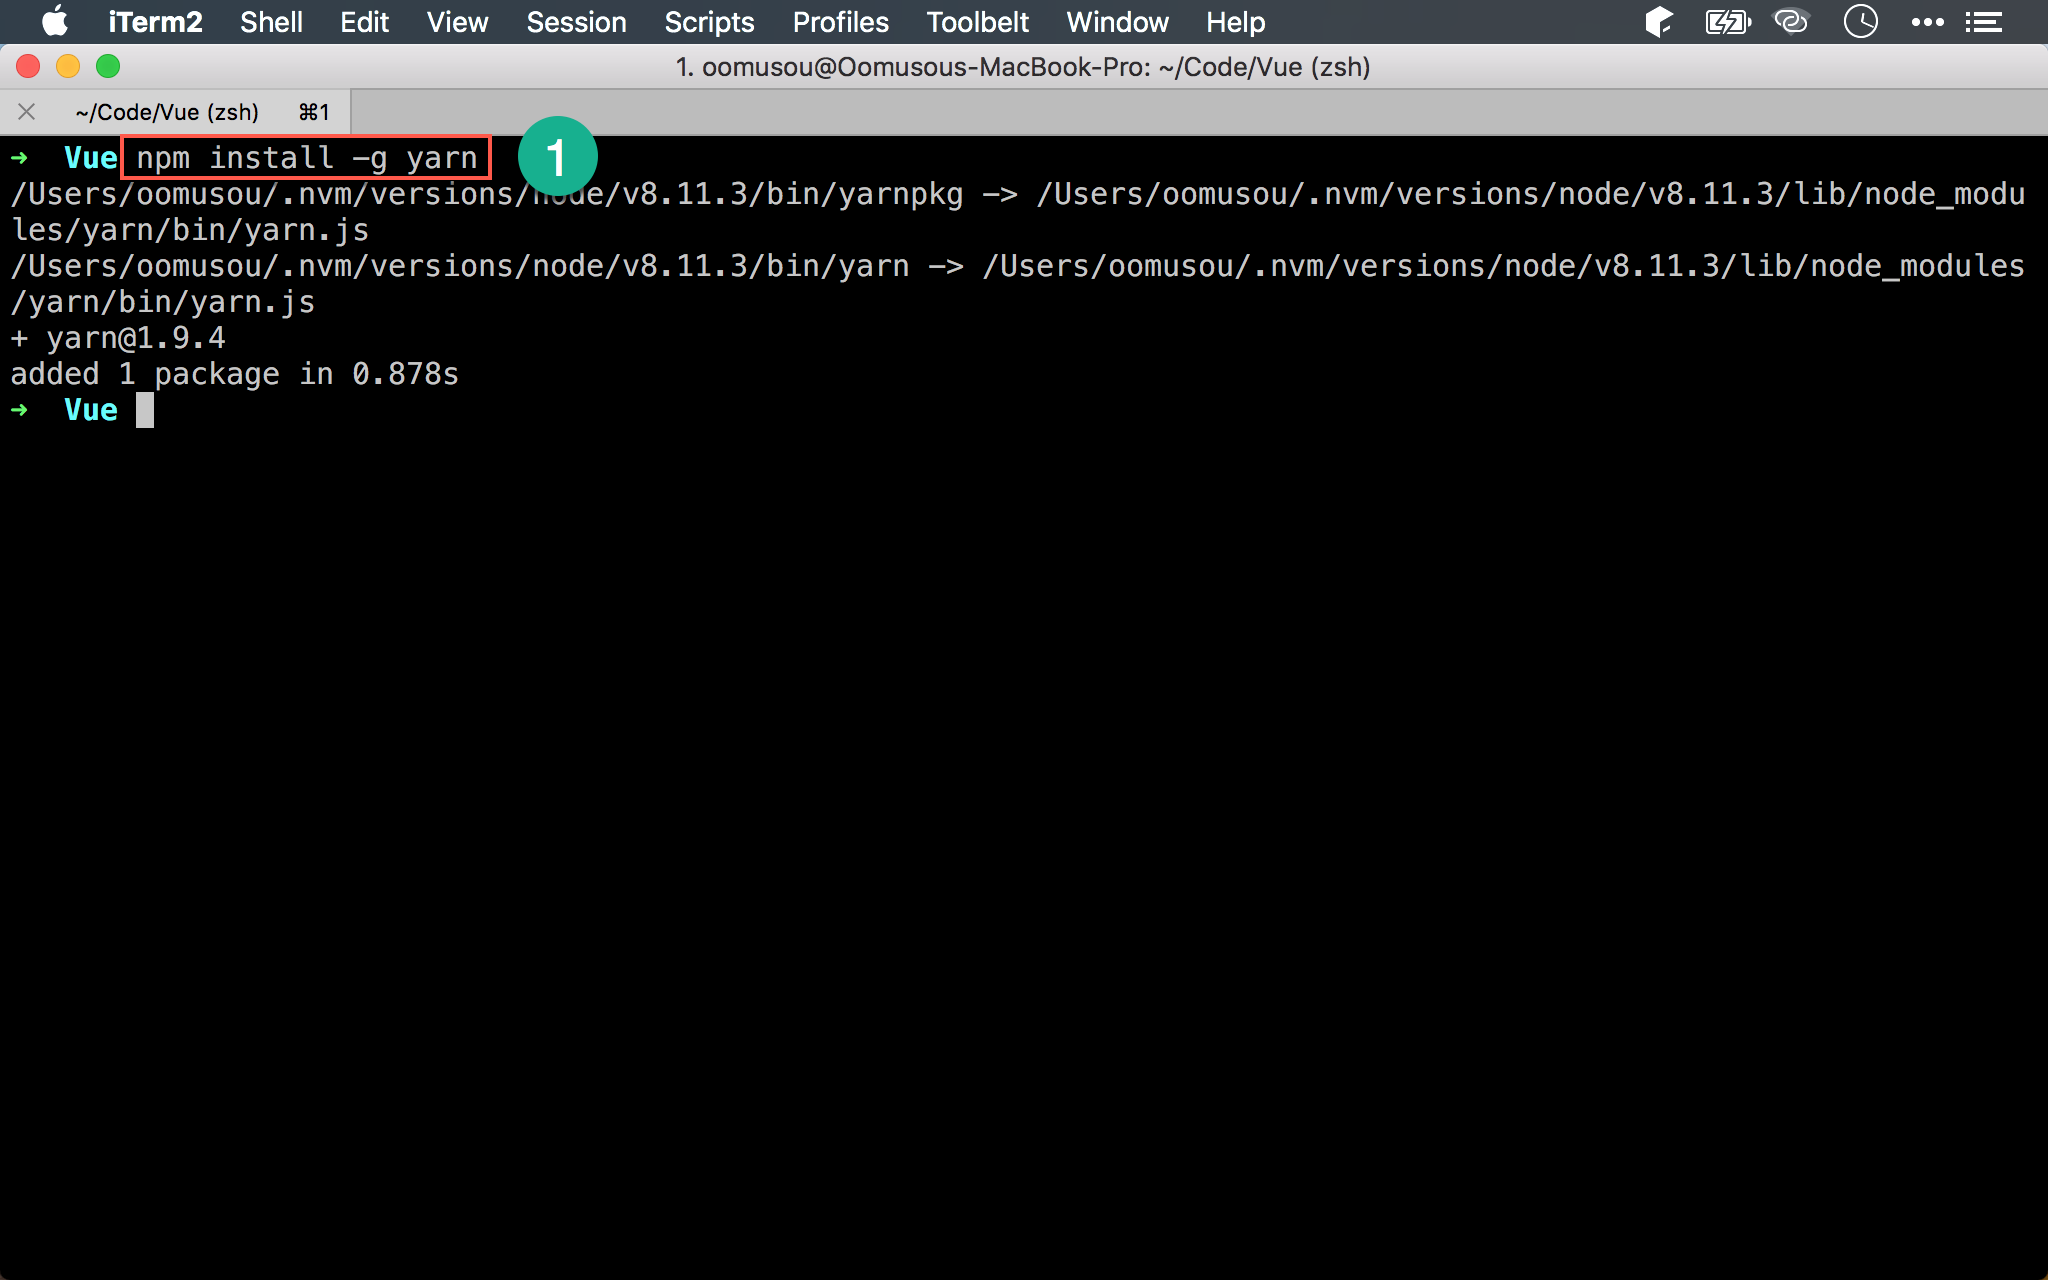 iTerm2 Shell Edit View Session Scripts Profiles Toolbelt Window Help
1. oomusou@Oomusous-MacBook-Pro: ~/Code/Vue (zsh)
~/Code/Vue (zsh) ⌘1
➜ Vue npm install -g yarn 1
/Users/oomusou/.nvm/versions/node/v8.11.3/bin/yarnpkg -> /Users/oomusou/.nvm/versions/node/v8.11.3/lib/node_modu
les/yarn/bin/yarn.js
/Users/oomusou/.nvm/versions/node/v8.11.3/bin/yarn -> /Users/oomusou/.nvm/versions/node/v8.11.3/lib/node_modules
/yarn/bin/yarn.js
+ yarn@1.9.4
added 1 package in 0.878s
➜ Vue